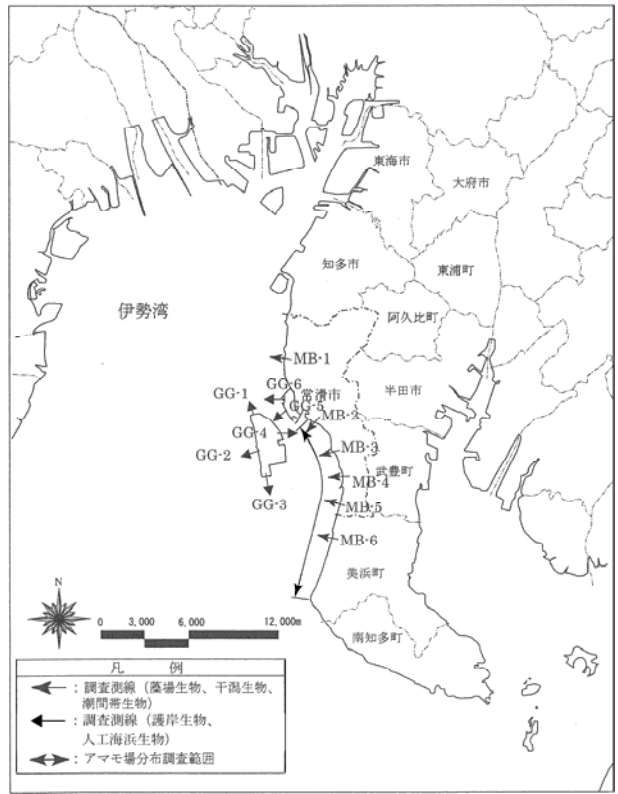 東海市
大府市
知多市
東浦町
伊勢湾
阿久比町
MB-1
半田市
GG-6
常滑市
GG-1
GG-5
MB-2
GG-4
MB-3
GG-2
武豊町
MB-4
GG-3
MB-5
MB-6
美浜町
N
0 3,000 6,000 12,000m
南知多町
凡 例
：調査測線（藻場生物、干潟生物、
潮間帯生物）
：調査測線（護岸生物、
人工海浜生物）
：アマモ場分布調査範囲